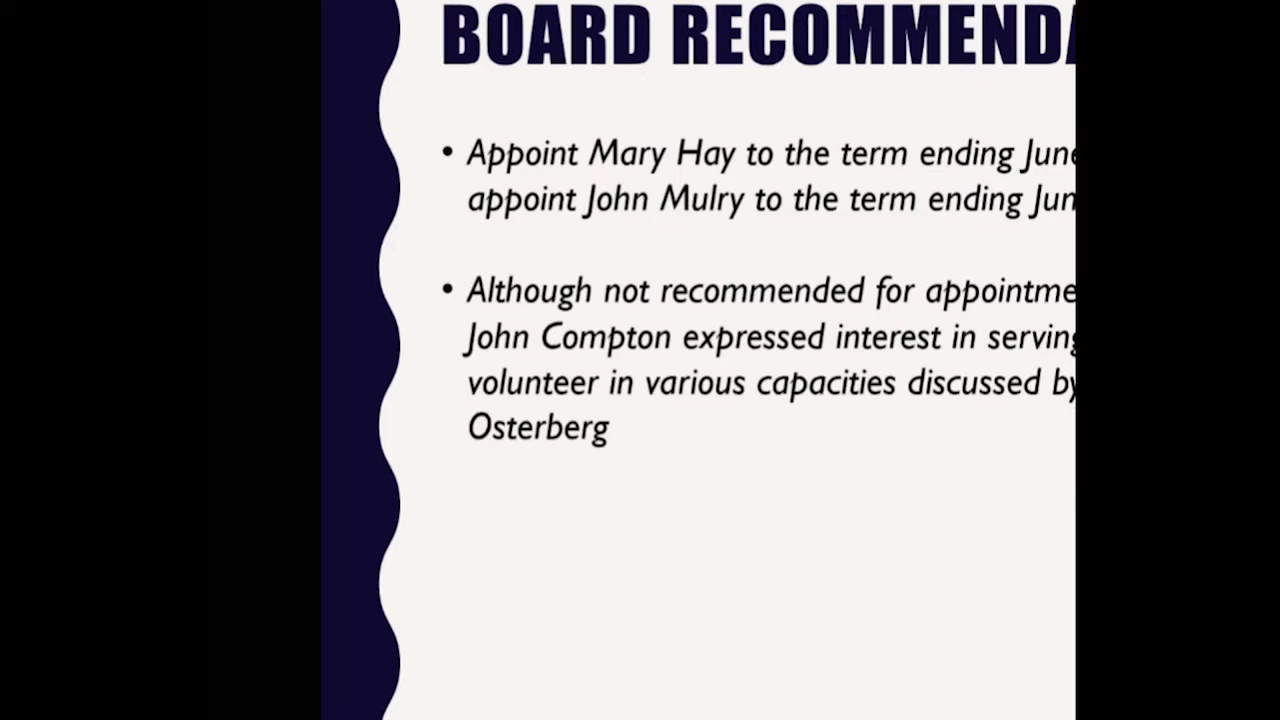 BOARD RECOMMENDA
• Appoint Mary Hay to the term ending June
appoint John Mulry to the term ending Jun
• Although not recommended for appointme
John Compton expressed interest in serving
volunteer in various capacities discussed by
Osterberg